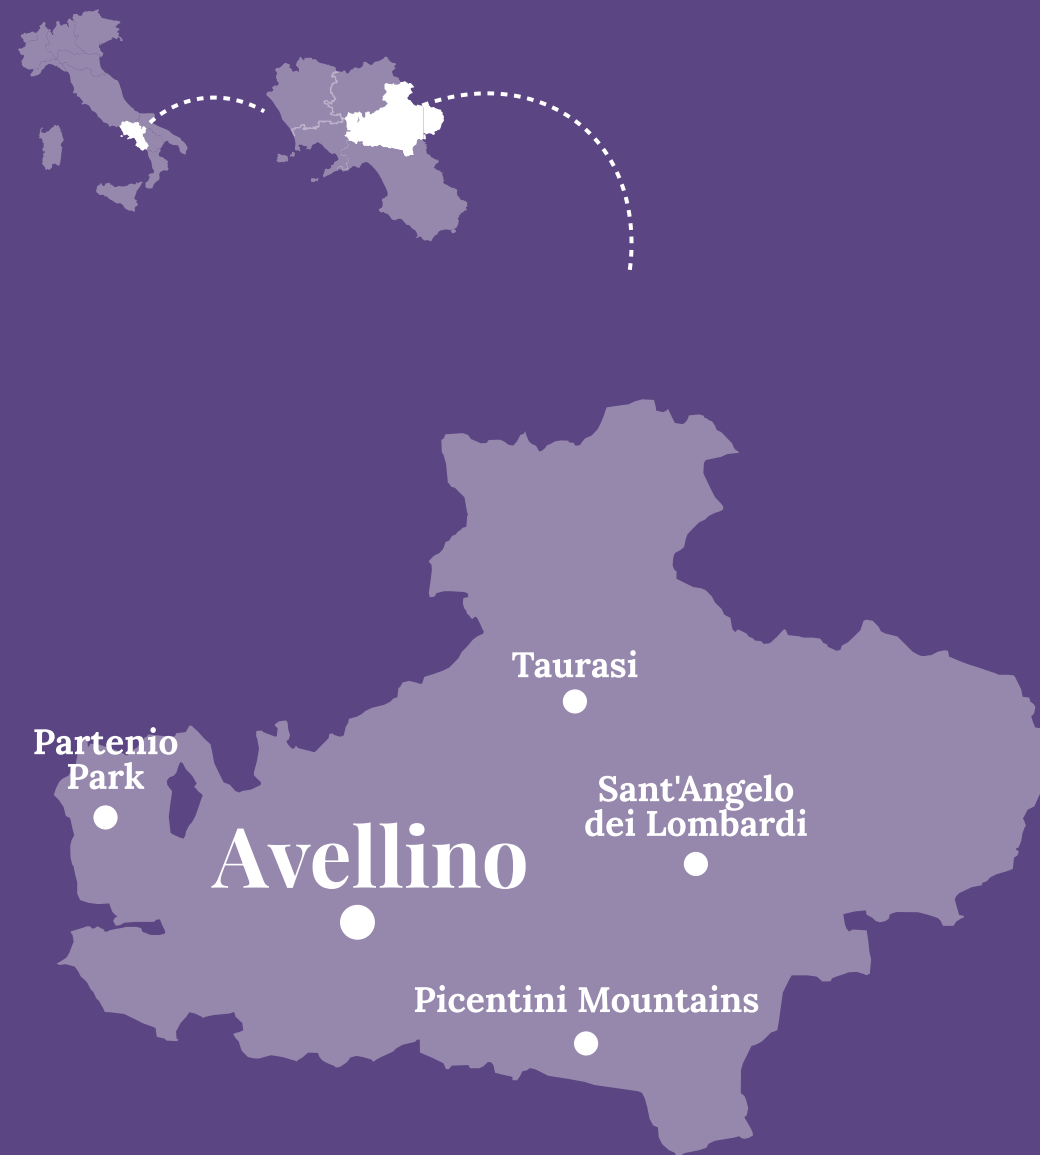 Taurasi
Partenio
Park
Sant'Angelo
dei Lombardi
Avellino
Picentini Mountains